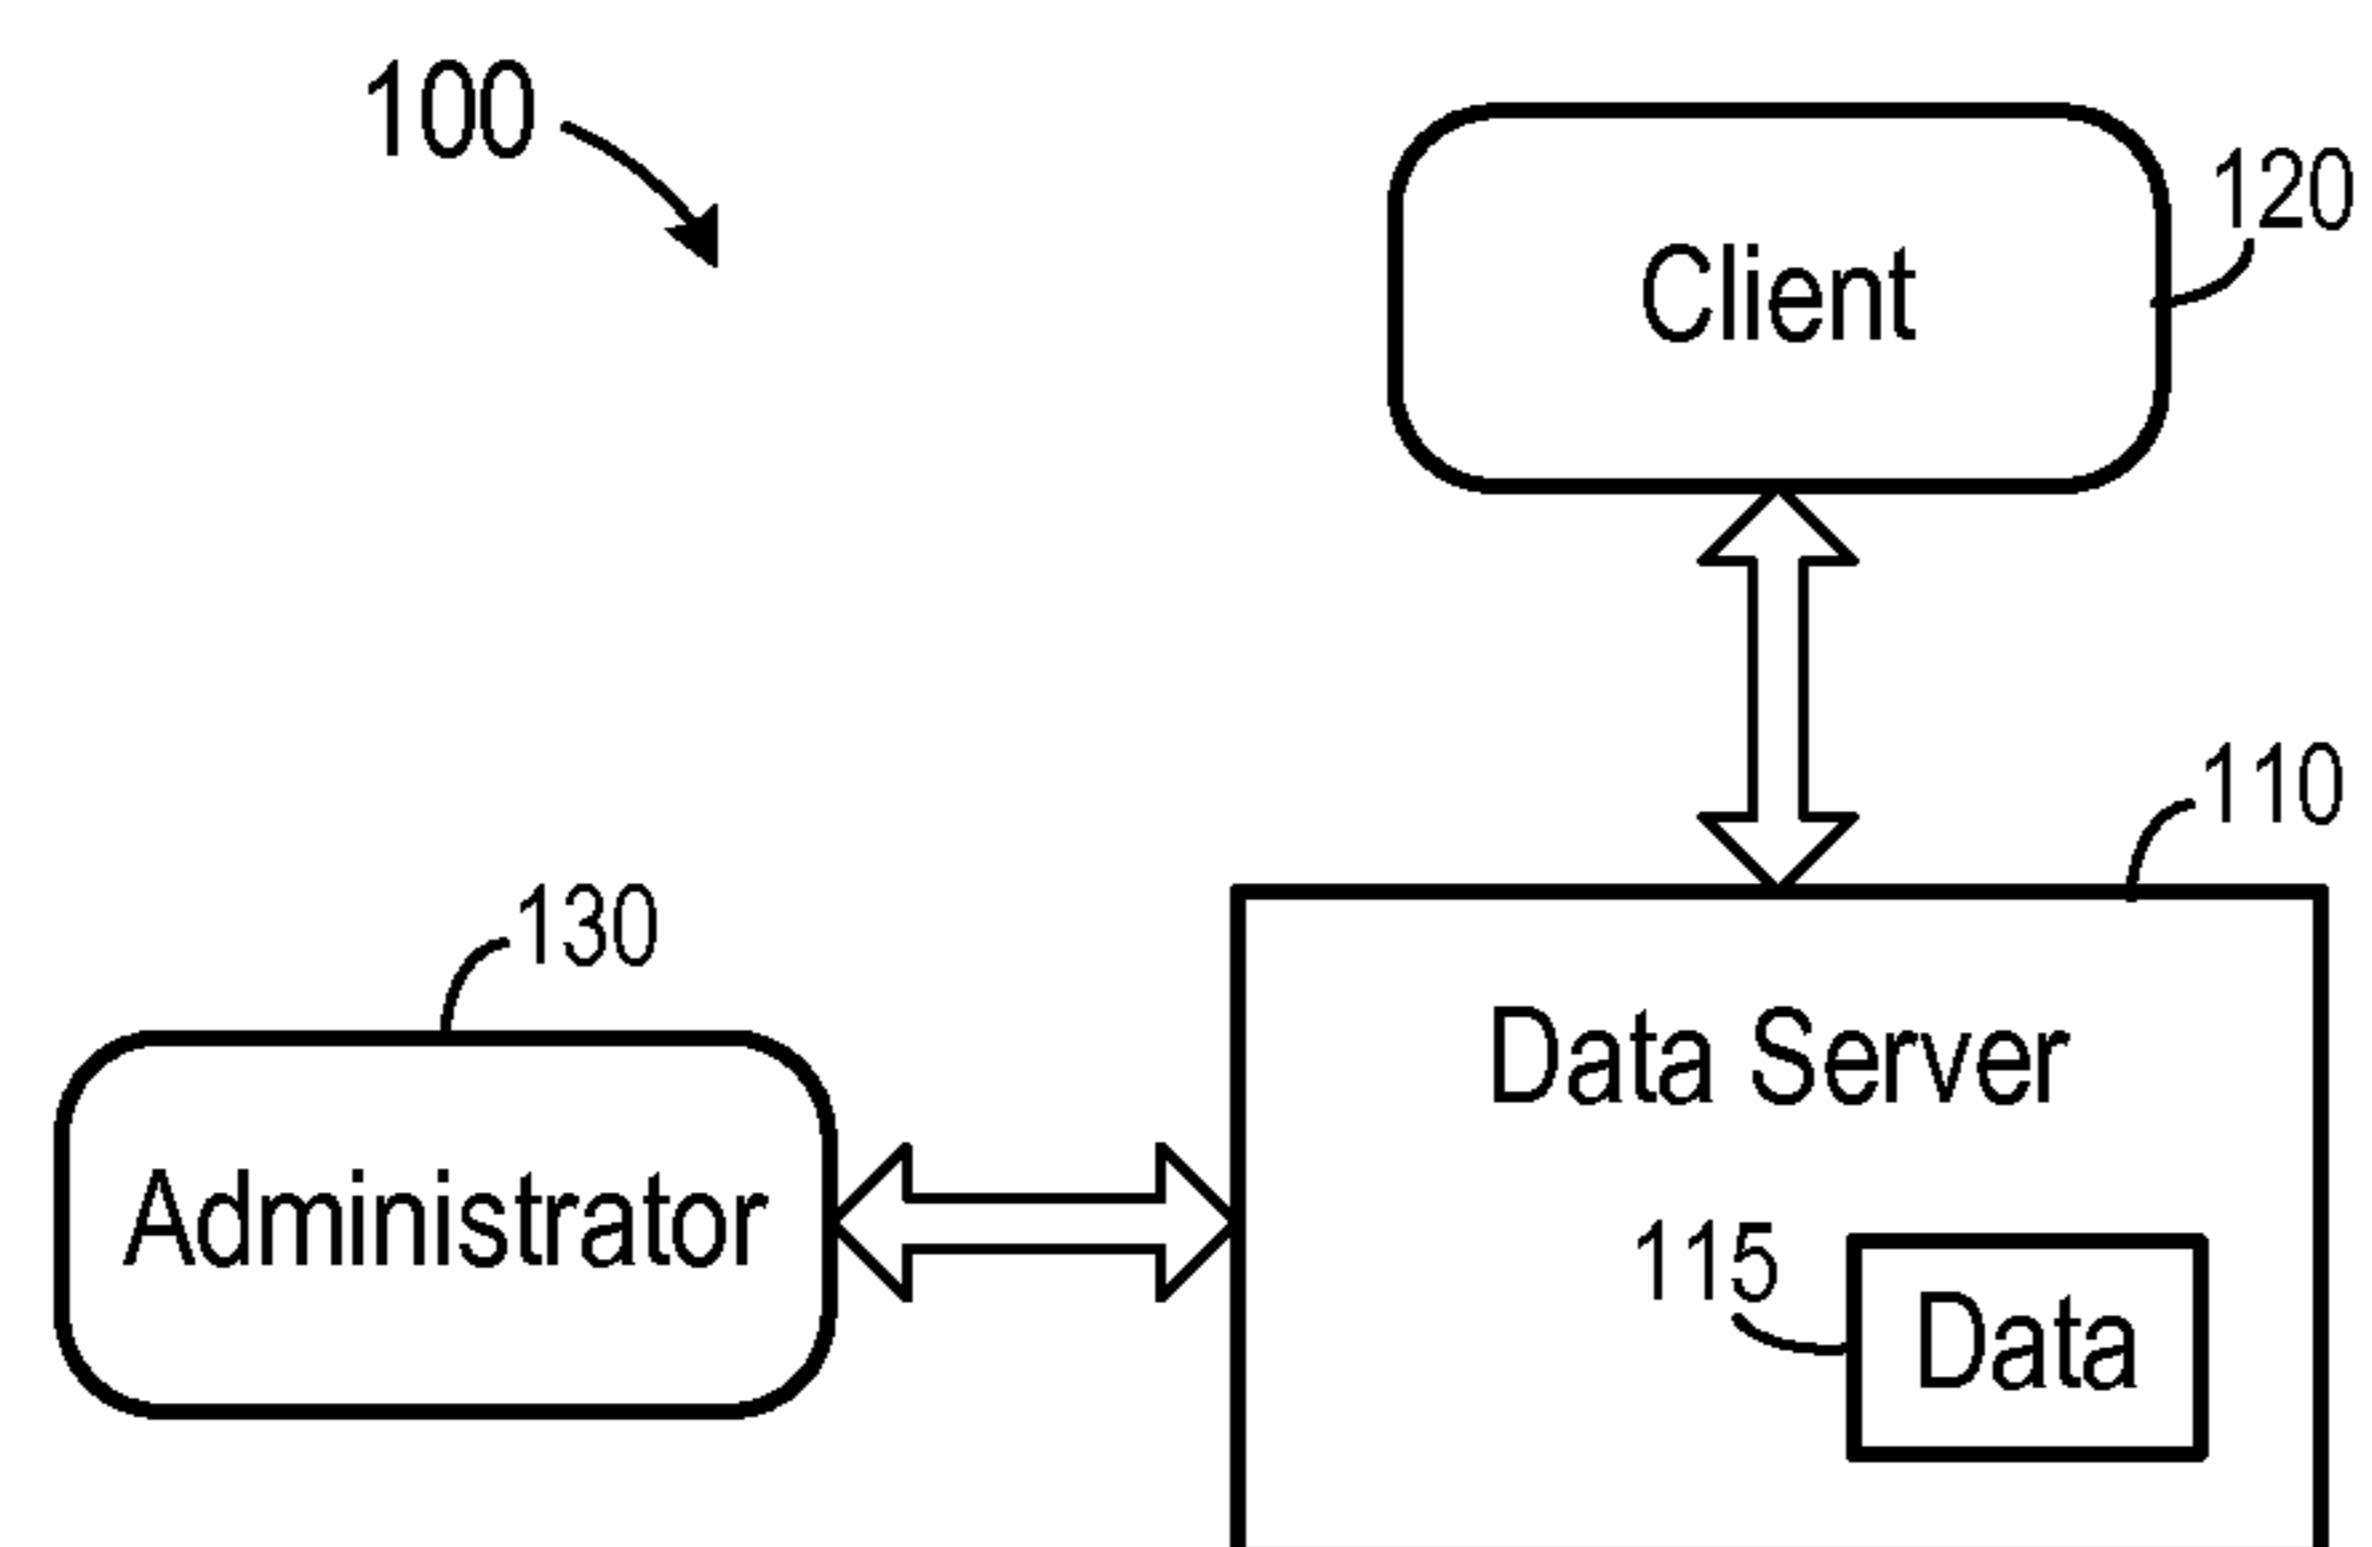 100
120
Client
110
130
Data Server
Administrator
115
Data